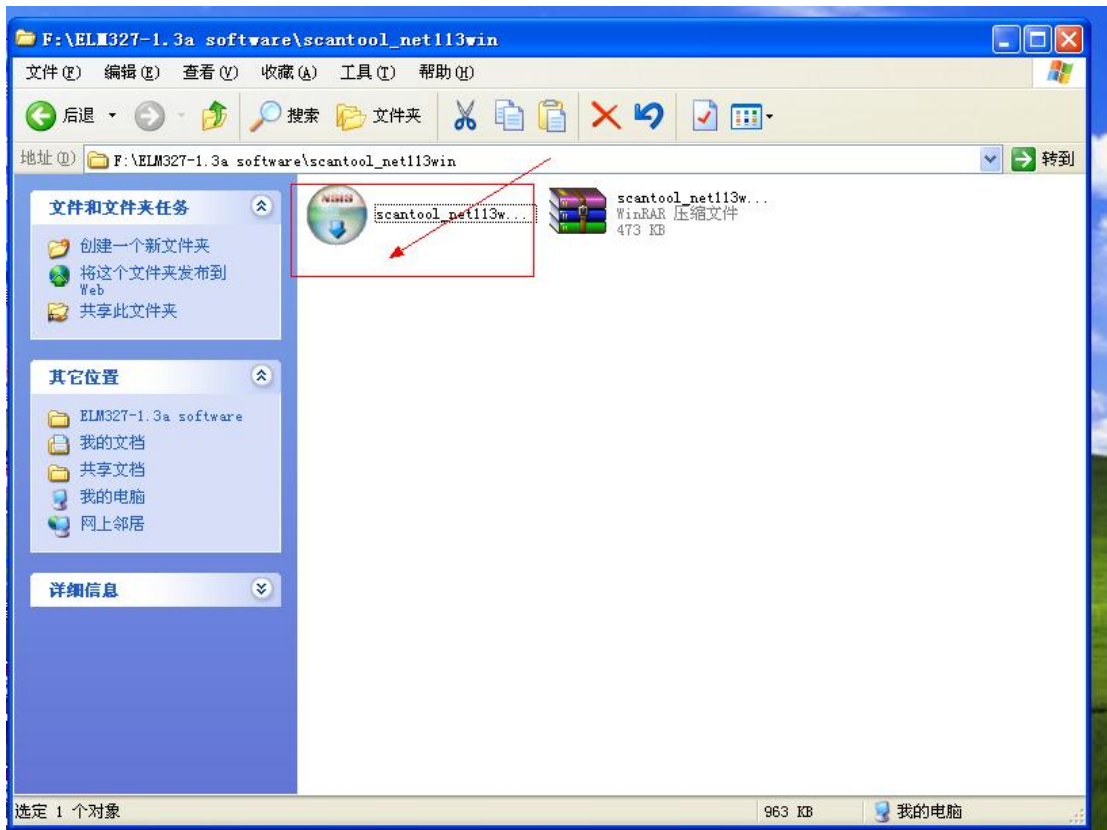 F:\ELM327-1.3a software\scantool_net113win
文件(F) 编辑(E) 查看(V) 收藏(A) 工具(T) 帮助(H)
后退 搜索 文件夹
地址(D) F:\ELM327-1.3a software\scantool_net113win 转到
文件和文件夹任务
创建一个新文件夹
将这个文件夹发布到
Web
共享此文件夹
其它位置
ELM327-1.3a software
我的文档
共享文档
我的电脑
网上邻居
详细信息
NSIS
scantool_net113w...
scantool_net113w...
WinRAR 压缩文件
473 KB
选定 1 个对象 963 KB 我的电脑